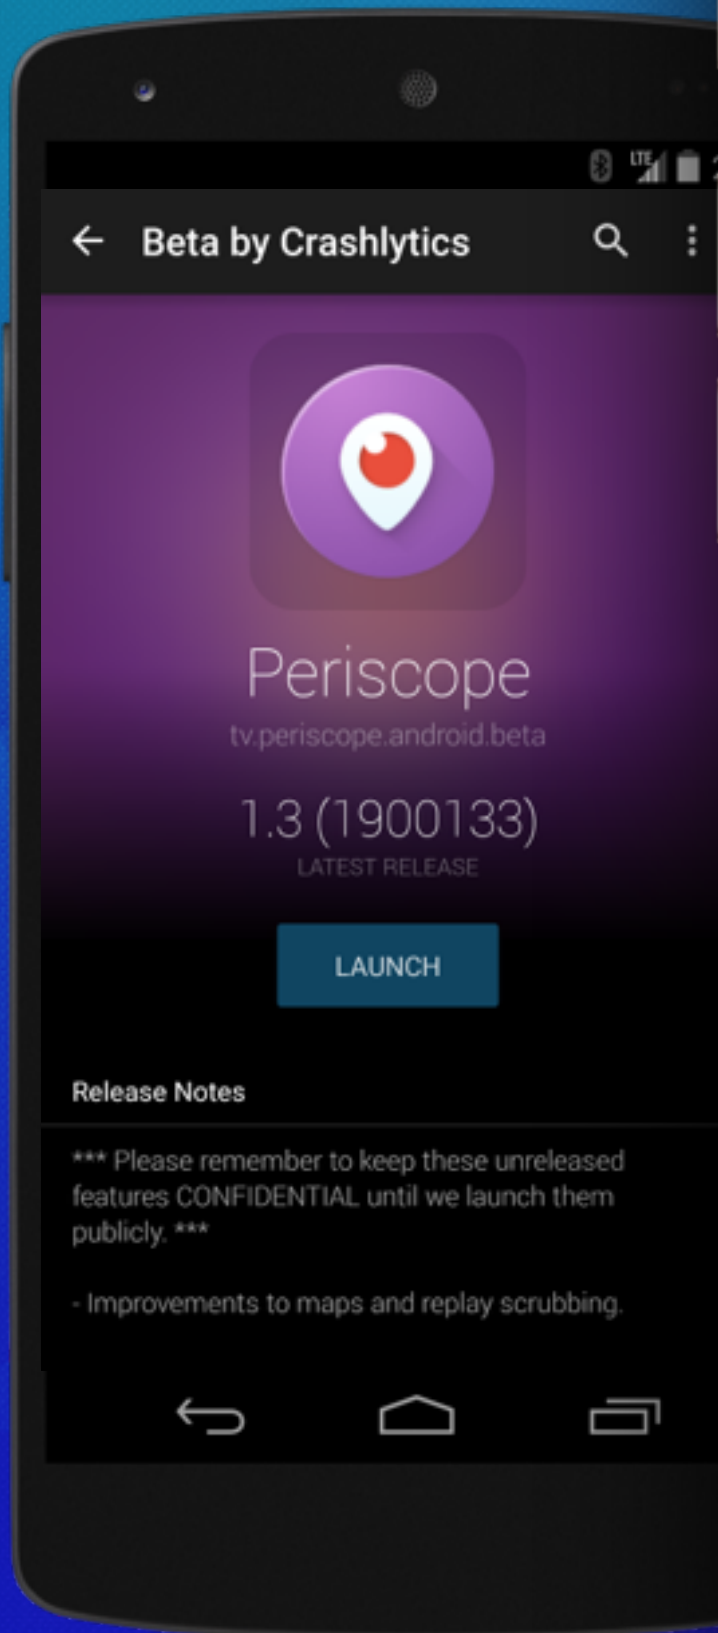 LTE
Beta by Crashlytics
Periscope
tv.periscope.android.beta
1.3 (1900133)
LATEST RELEASE
LAUNCH
Release Notes
*** Please remember to keep these unreleased
features CONFIDENTIAL until we launch them
publicly. ***
- Improvements to maps and replay scrubbing.